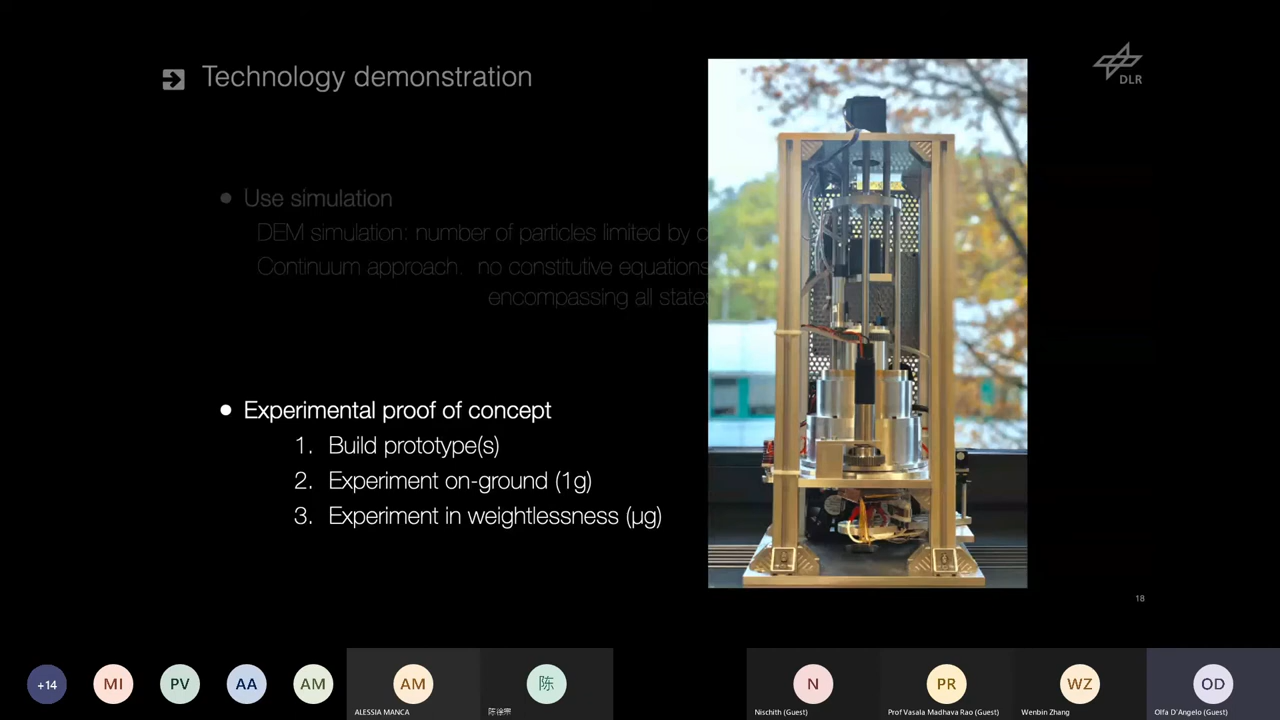 Technology demonstration
DLR
Use simulation
DEM simulation: number of particles limited by
Continuum approach. no constitutive equations
encompassing all states
Experimental proof of concept
1. Build prototype(s)
2. Experiment on-ground (1g)
3. Experiment in weightlessness (µg)
18
+14
MI
PV
AA
AM
AM
陈
N
PR
WZ
OD
ALESSIA MANCA
Nischith (Guest)
Prof Vasala Madhava Rao (Guest)
Wenbin Zhang
Olfa D'Angelo (Guest)